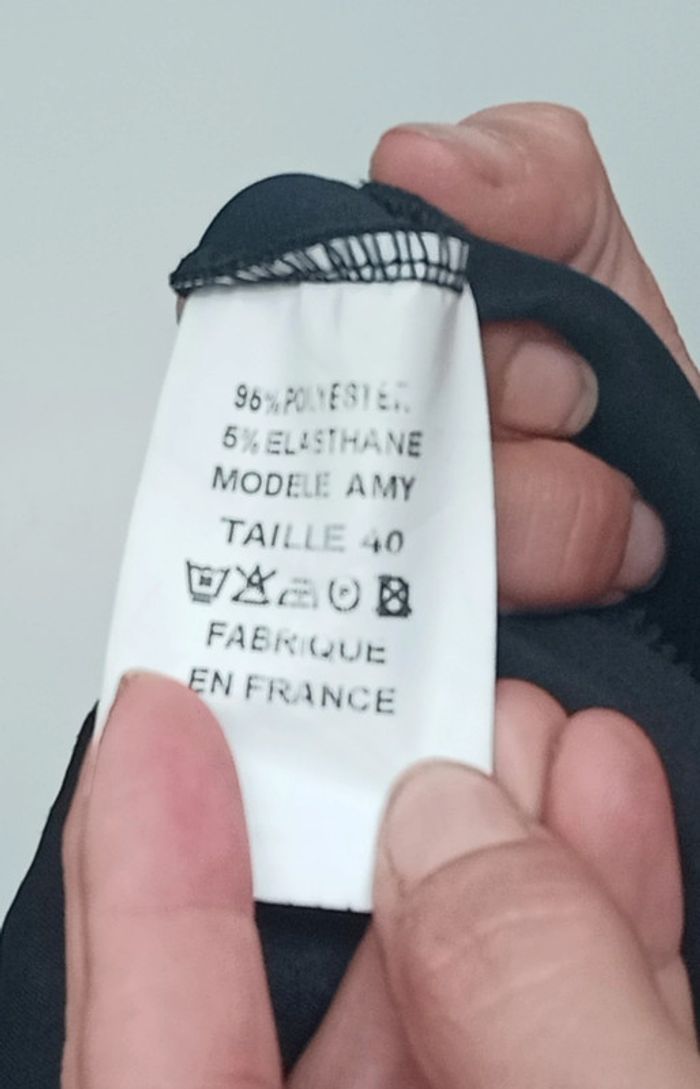 96% POLYESTER
5% ELASTHANE
MODELE AMY
TAILLE 40
FABRIQUE
EN FRANCE